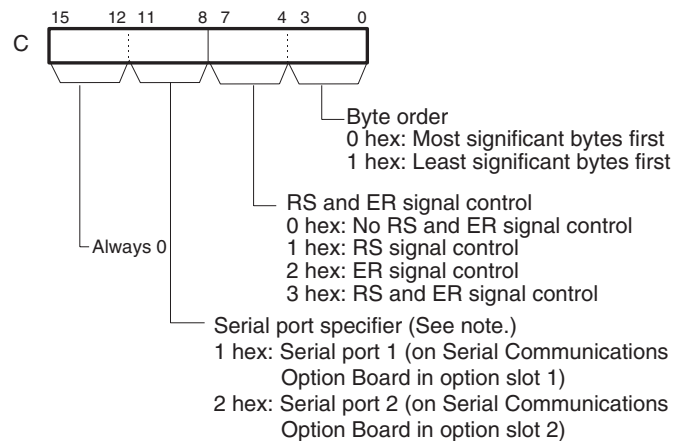 15 12 11 8 7 4 3 0
C
Byte order
0 hex: Most significant bytes first
1 hex: Least significant bytes first
RS and ER signal control
0 hex: No RS and ER signal control
1 hex: RS signal control
2 hex: ER signal control
3 hex: RS and ER signal control
Always 0
Serial port specifier (See note.)
1 hex: Serial port 1 (on Serial Communications
Option Board in option slot 1)
2 hex: Serial port 2 (on Serial Communications
Option Board in option slot 2)